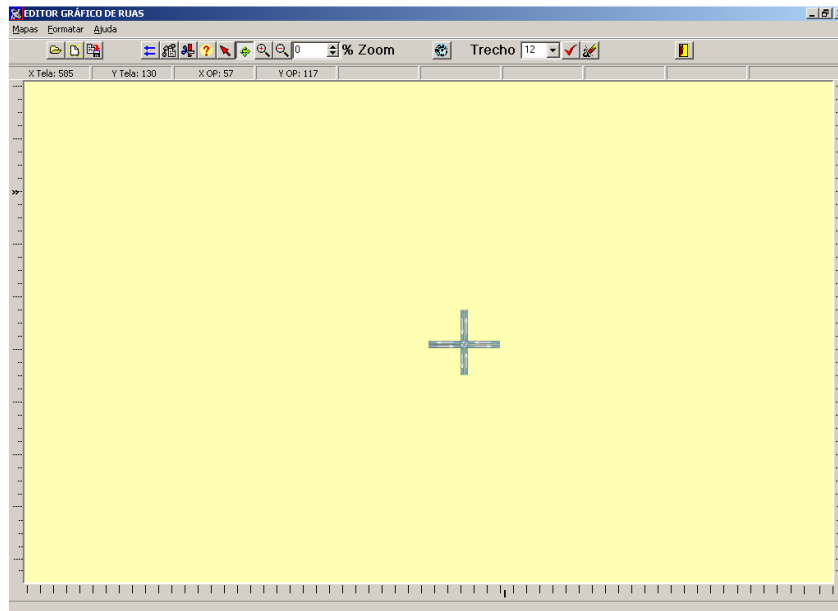 EDITOR GRÁFICO DE RUAS
Mapas Formatar Ajuda
? 0 % Zoom Trecho 12
X Tela: 585 Y Tela: 130 X OP: 57 Y OP: 117